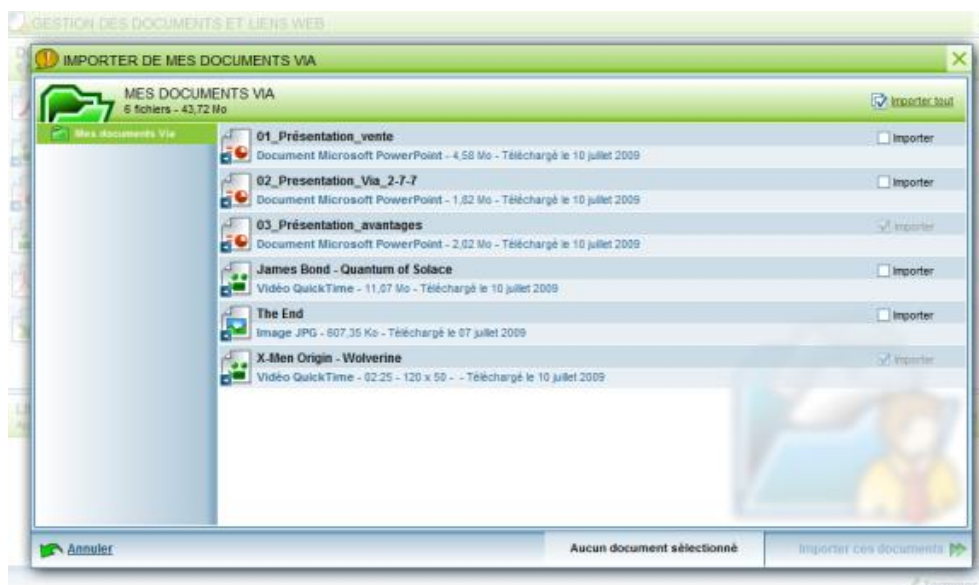 GESTION DES DOCUMENTS ET LIENS WEB
IMPORTER DE MES DOCUMENTS VIA
MES DOCUMENTS VIA
6 fichiers - 43,72 Mo
Importer tout
Mes documents Via
01_Présentation_vente
Importer
Document Microsoft PowerPoint - 4,58 Mo - Téléchargé le 10 juillet 2009
02_Presentation_Via_2-7-7
Importer
Document Microsoft PowerPoint - 1,82 Mo - Téléchargé le 10 juillet 2009
03_Présentation_avantages
Importer
Document Microsoft PowerPoint - 2,02 Mo - Téléchargé le 10 juillet 2009
James Bond - Quantum of Solace
Importer
Vidéo QuickTime - 11,07 Mo - Téléchargé le 10 juillet 2009
The End
Importer
Image JPG - 607,35 Ko - Téléchargé le 07 juillet 2009
X-Men Origin - Wolverine
Importer
Vidéo QuickTime - 02:25 - 120 x 50 - - Téléchargé le 10 juillet 2009
Annuler
Aucun document sélectionné
Importer ces documents